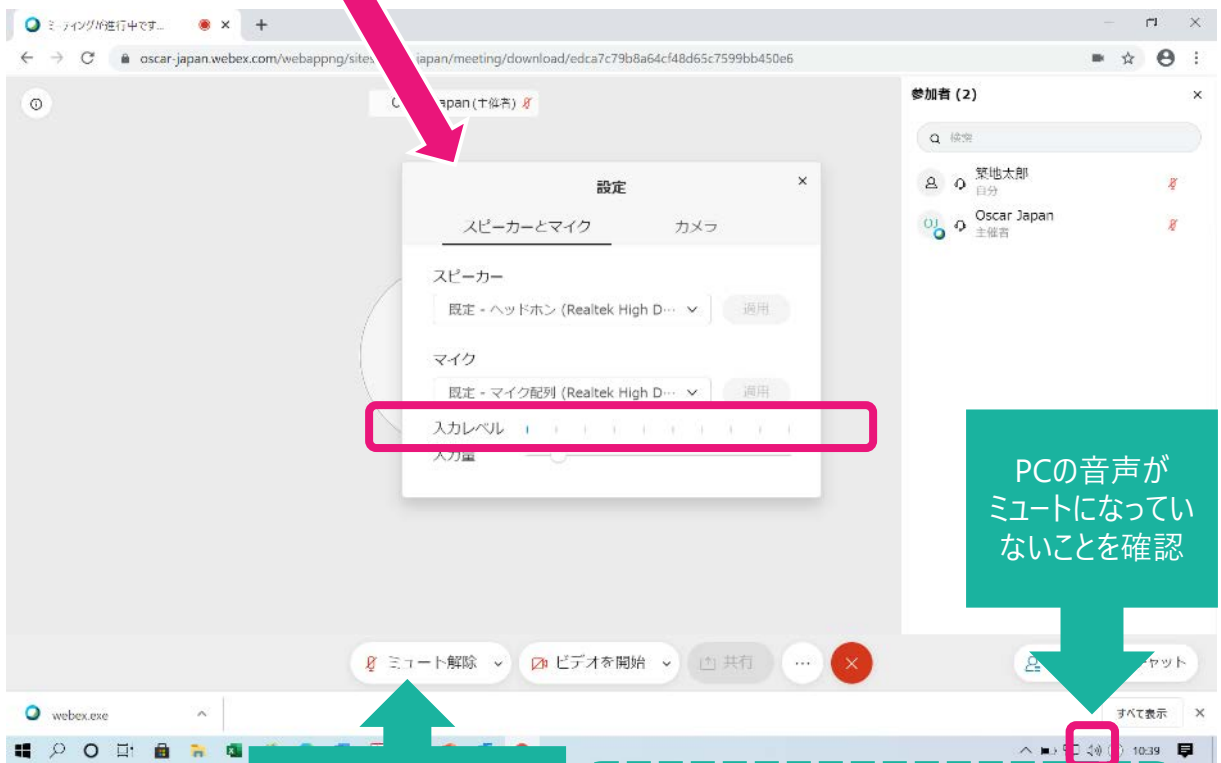 ミーティングが進行中です...
oscar-japan.webex.com/webappng/sites
japan/meeting/download/edca7c79b8a64cf48d65c7599bb450e6
apan (主催者)
参加者 (2)
検索
築地太郎
自分
Oscar Japan
主催者
設定
スピーカーとマイク
カメラ
スピーカー
既定 - ヘッドホン (Realtek High D…
適用
マイク
既定 - マイク配列 (Realtek High D…
適用
入力レベル
入力量
PCの音声が
ミュートになってい
ないことを確認
ミュート解除
ビデオを開始
共有
ャット
webex.exe
すべて表示
10:39